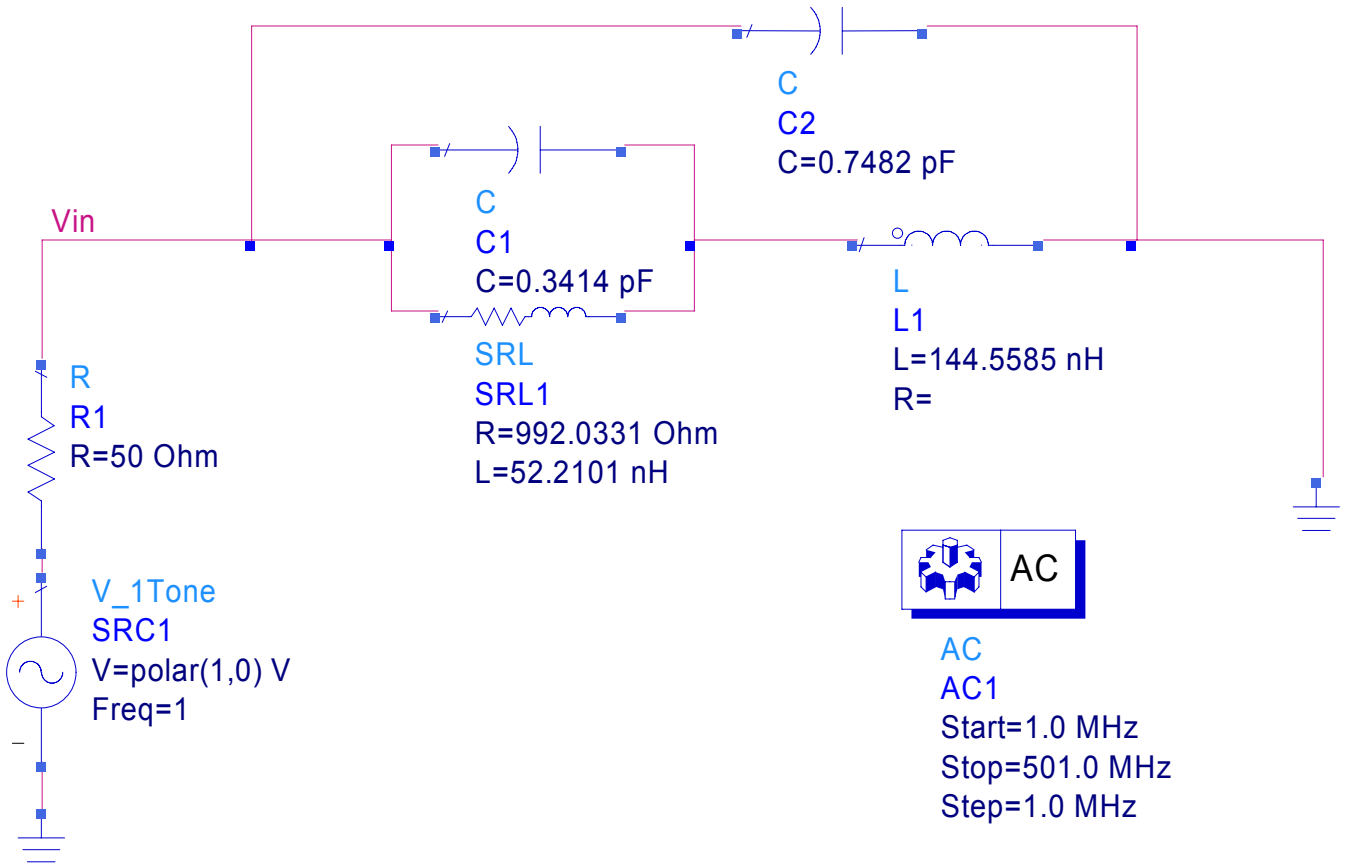 C
C2
C=0.7482 pF
Vin
C
C1
C=0.3414 pF
L
L1
L=144.5585 nH
R=
SRL
SRL1
R=992.0331 Ohm
L=52.2101 nH
R
R1
R=50 Ohm
+
V_1Tone
SRC1
V=polar(1,0) V
Freq=1
–
AC
AC
AC1
Start=1.0 MHz
Stop=501.0 MHz
Step=1.0 MHz